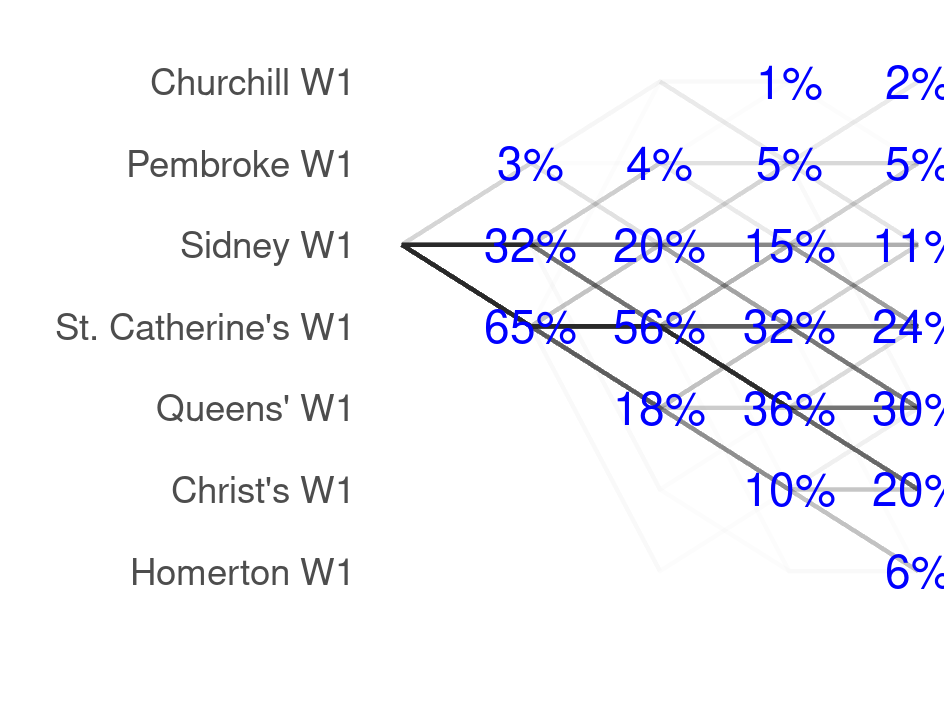 Churchill W1 1% 2%
Pembroke W1 3% 4% 5% 5%
Sidney W1 32% 20% 15% 11%
St. Catherine's W1 65% 56% 32% 24%
Queens' W1 18% 36% 30%
Christ's W1 10% 20%
Homerton W1 6%